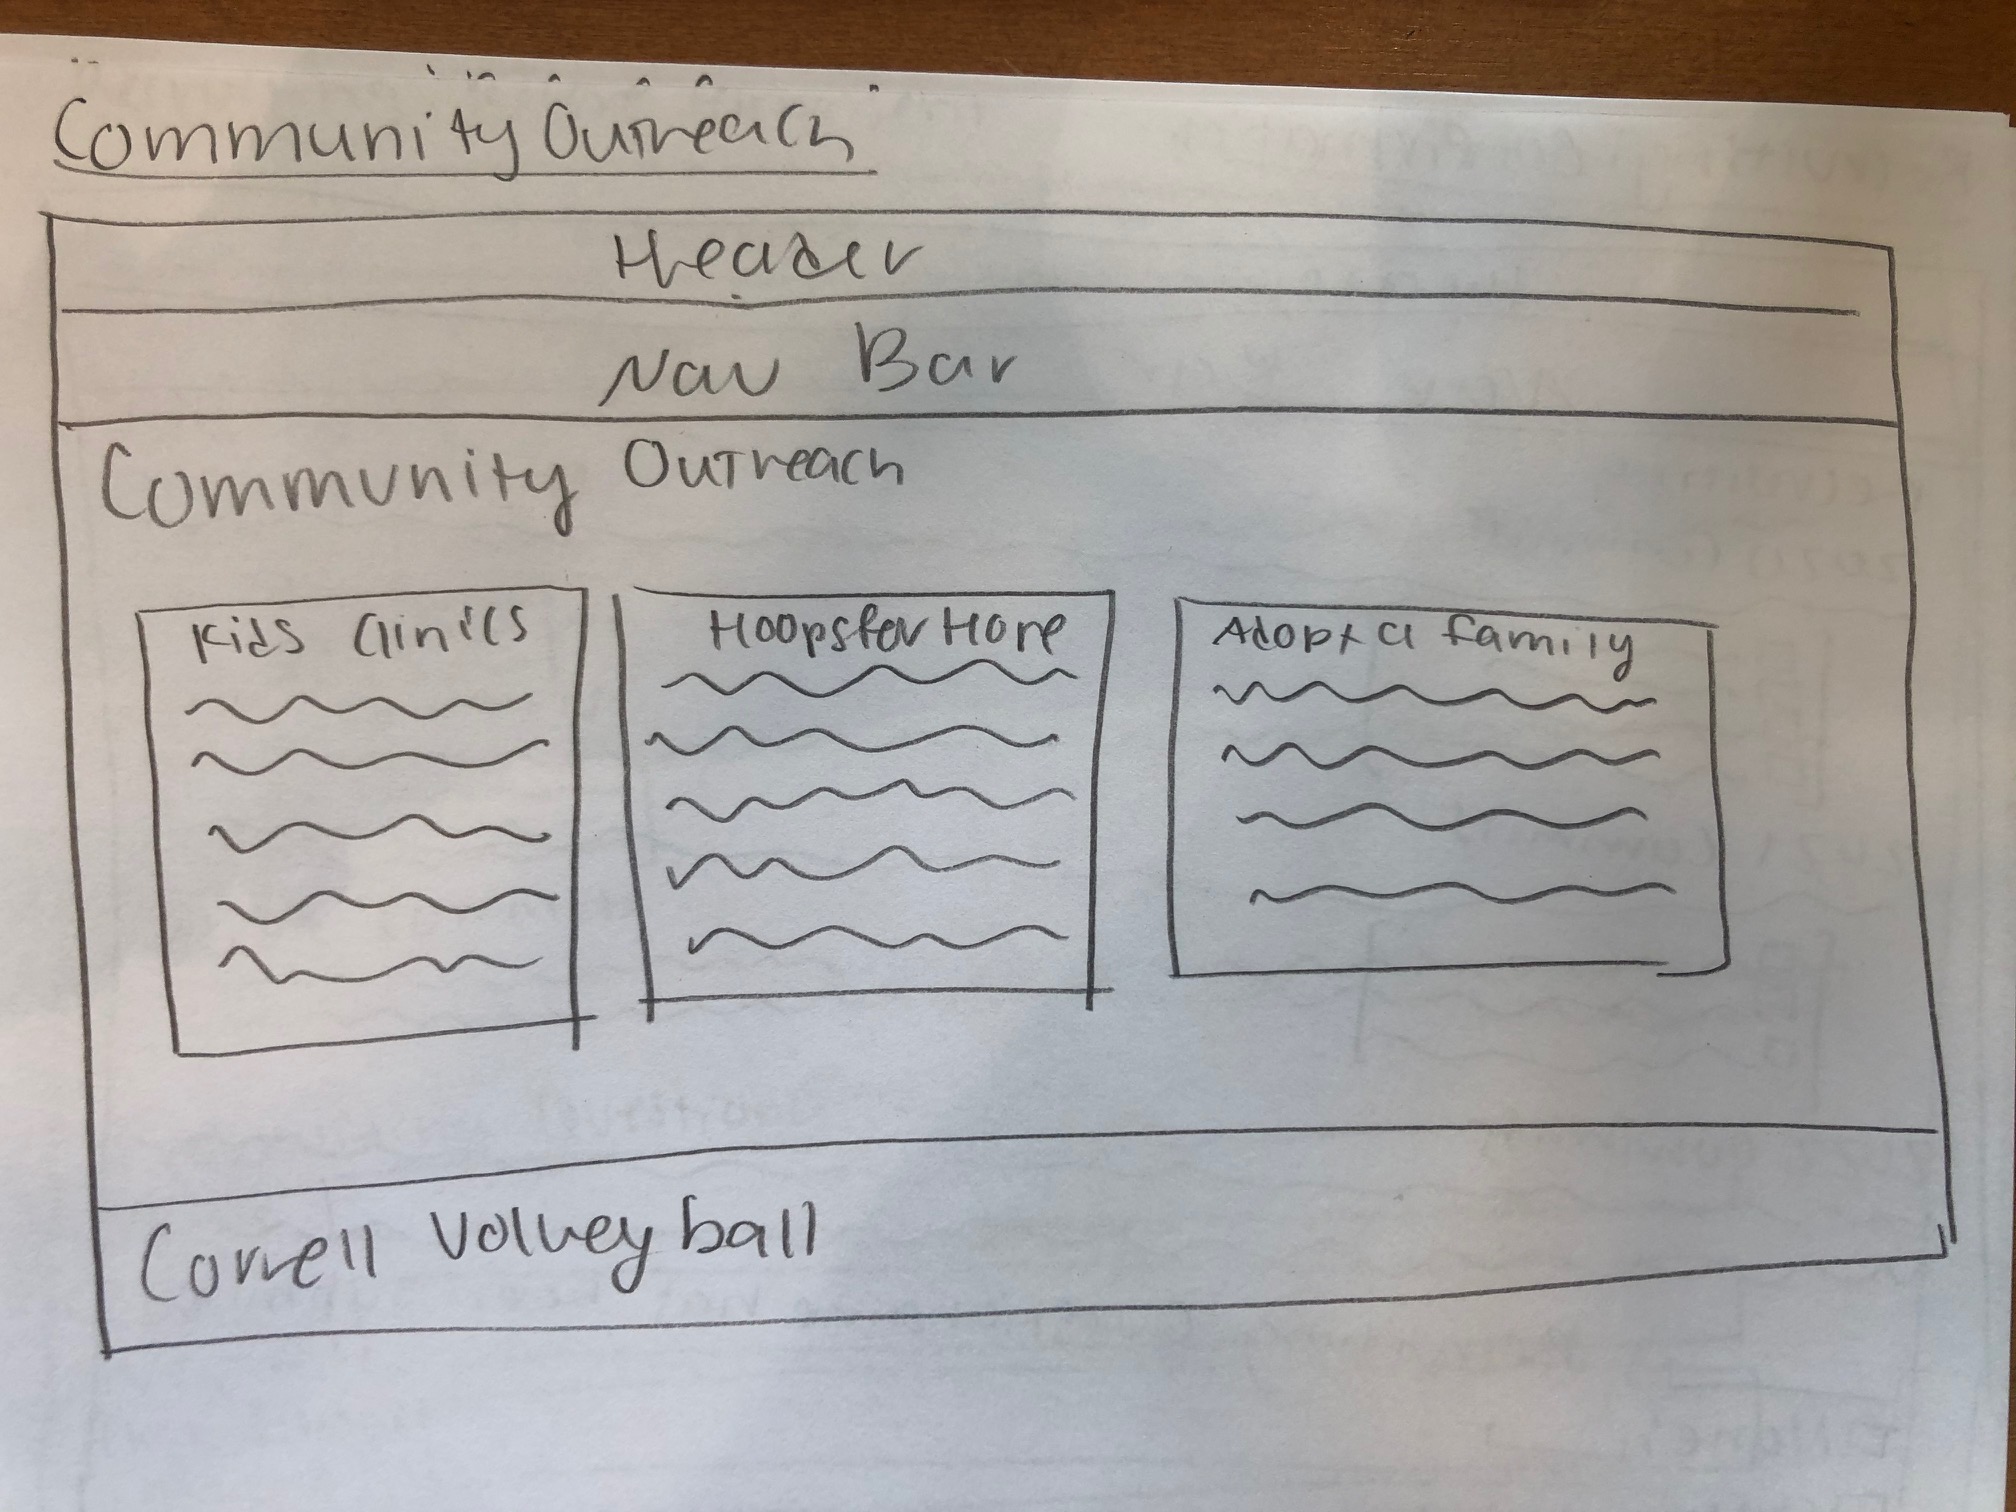 Community Outreach
Header
Nav Bar
Community Outreach
Kids Clinics
Hoops for Hope
Adopt a family
Cornell Volleyball